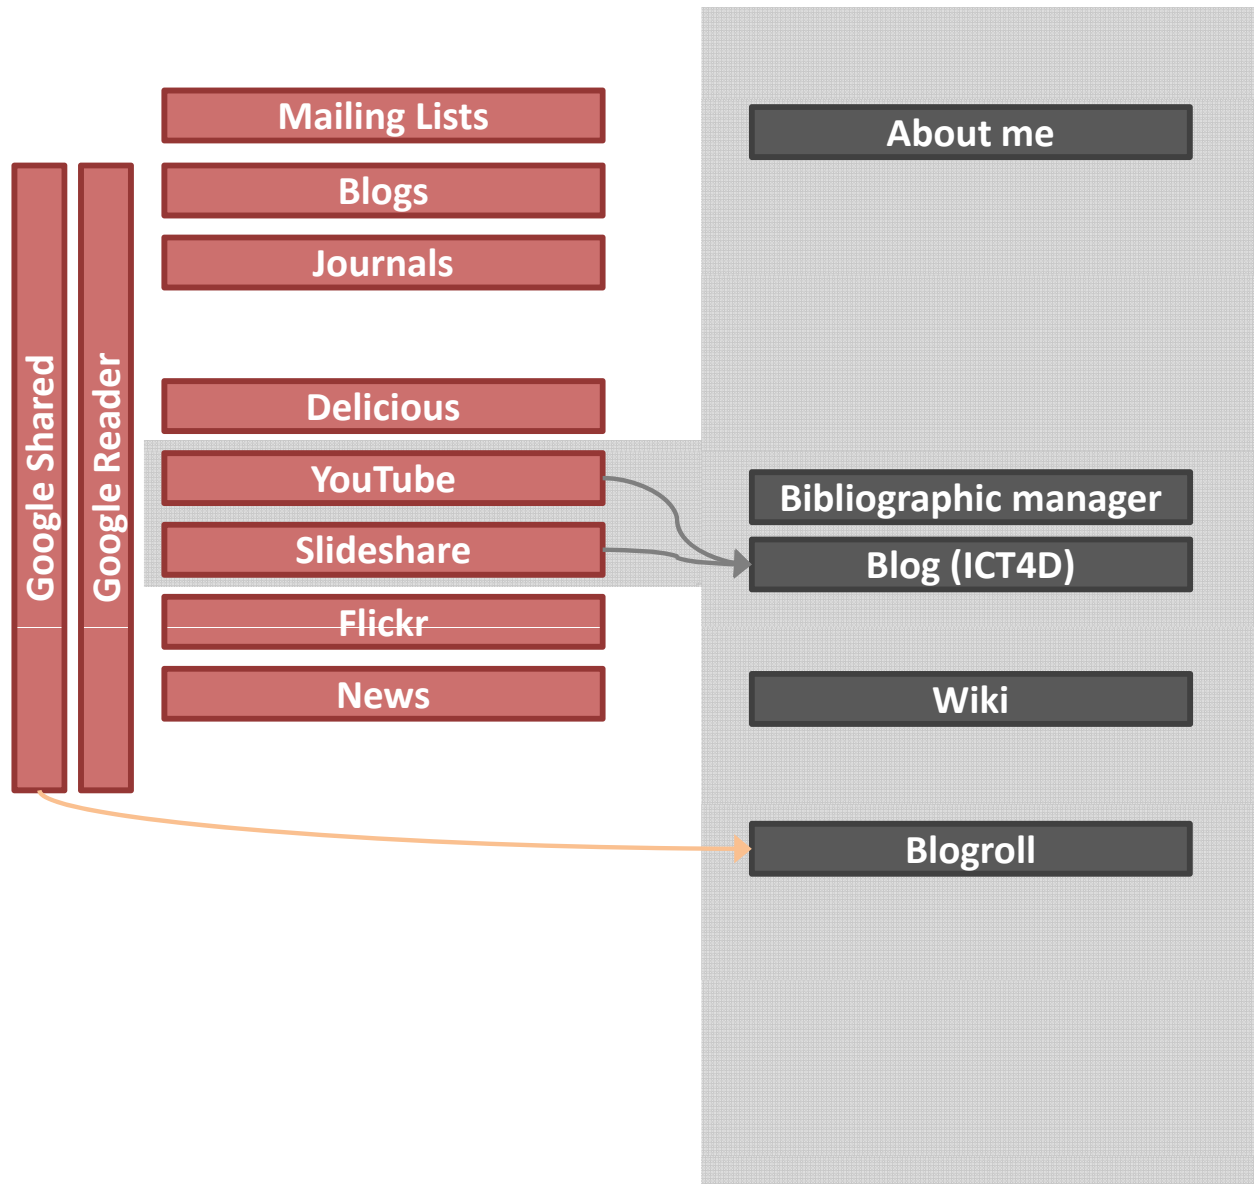 Mailing Lists
Blogs
Journals
Delicious
YouTube
Slideshare
Flickr
News
Google Shared
Google Reader
About me
Bibliographic manager
Blog (ICT4D)
Wiki
Blogroll